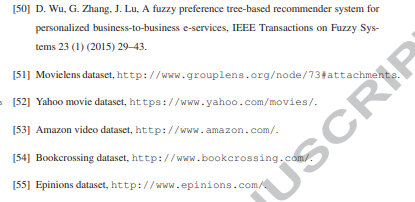 [50] D. Wu, G. Zhang, J. Lu, A fuzzy preference tree-based recommender system for
personalized business-to-business e-services, IEEE Transactions on Fuzzy Sys-
tems 23 (1) (2015) 29–43.
[51] Movielens dataset, http://www.grouplens.org/node/73#attachments.
[52] Yahoo movie dataset, https://www.yahoo.com/movies/.
[53] Amazon video dataset, http://www.amazon.com/.
[54] Bookcrossing dataset, http://www.bookcrossing.com/.
[55] Epinions dataset, http://www.epinions.com/.
USCRIP